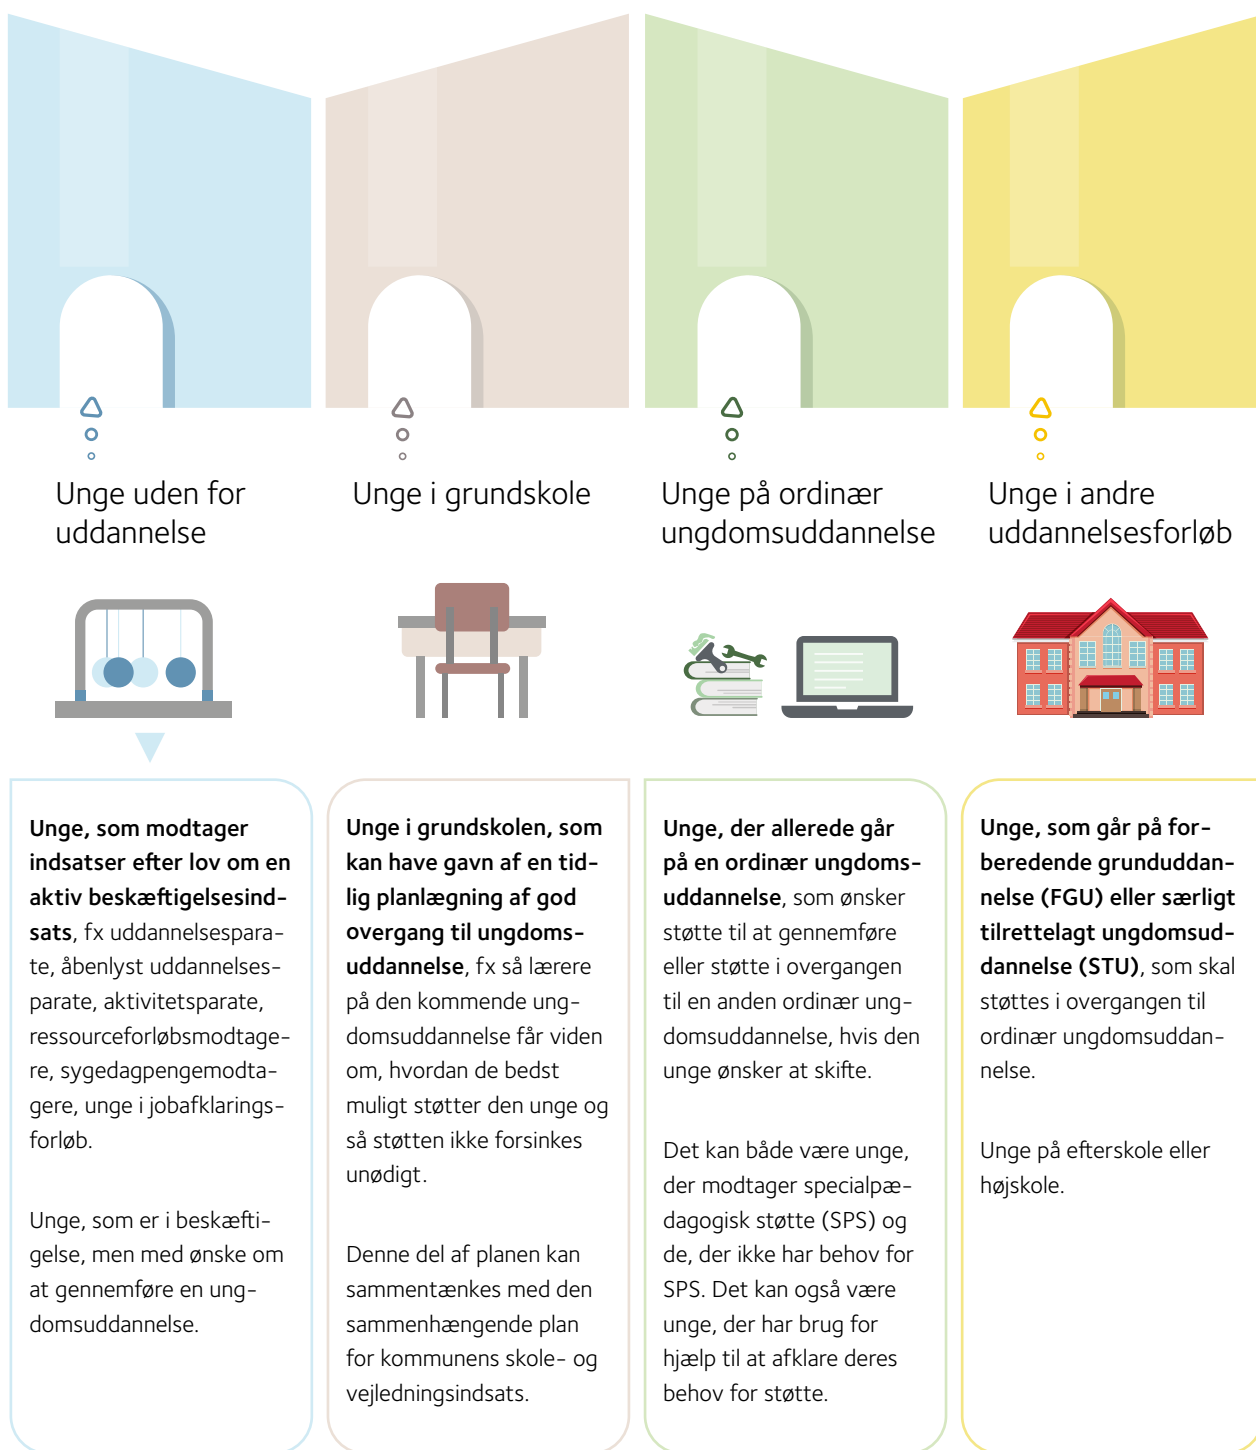 Unge uden for
uddannelse
Unge i grundskole
Unge på ordinær
ungdomsuddannelse
Unge i andre
uddannelsesforløb
Unge, som modtager
indsatser efter lov om en
aktiv beskæftigelsesind-
sats, fx uddannelsespara-
te, åbenlyst uddannelses-
parate, aktivitetsparate,
ressourceforløbsmodtage-
re, sygedagpengemodta-
gere, unge i jobafklarings-
forløb.
Unge, som er i beskæfti-
gelse, men med ønske om
at gennemføre en ung-
domsuddannelse.
Unge i grundskolen, som
kan have gavn af en tid-
lig planlægning af god
overgang til ungdoms-
uddannelse, fx så lærere
på den kommende ung-
domsuddannelse får viden
om, hvordan de bedst
muligt støtter den unge og
så støtten ikke forsinkes
unødigt.
Denne del af planen kan
sammentænkes med den
sammenhængende plan
for kommunens skole- og
vejledningsindsats.
Unge, der allerede går
på en ordinær ungdoms-
uddannelse, som ønsker
støtte til at gennemføre
eller støtte i overgangen
til en anden ordinær ung-
domsuddannelse, hvis den
unge ønsker at skifte.
Det kan både være unge,
der modtager specialpæ-
dagogisk støtte (SPS) og
de, der ikke har behov for
SPS. Det kan også være
unge, der har brug for
hjælp til at afklare deres
behov for støtte.
Unge, som går på for-
beredende grunduddan-
nelse (FGU) eller særligt
tilrettelagt ungdomsud-
dannelse (STU), som skal
støttes i overgangen til
ordinær ungdomsuddan-
nelse.
Unge på efterskole eller
højskole.